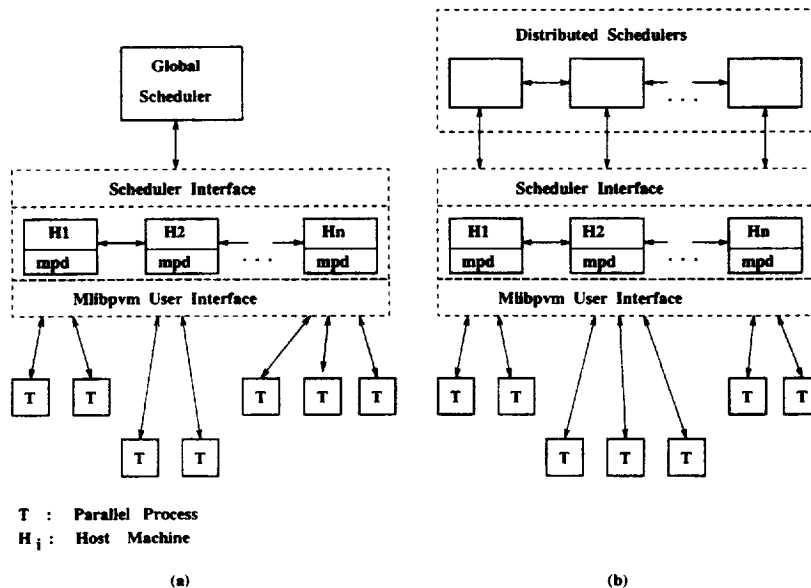 Global
Scheduler
Scheduler Interface
H1 H2 . . . Hn
mpd mpd mpd
Mlibpvm User Interface
T T T T T
T T
T : Parallel Process
H i : Host Machine
(a)
Distributed Schedulers
. . .
Scheduler Interface
H1 H2 . . . Hn
mpd mpd mpd
Mlibpvm User Interface
T T T T
T T T
(b)